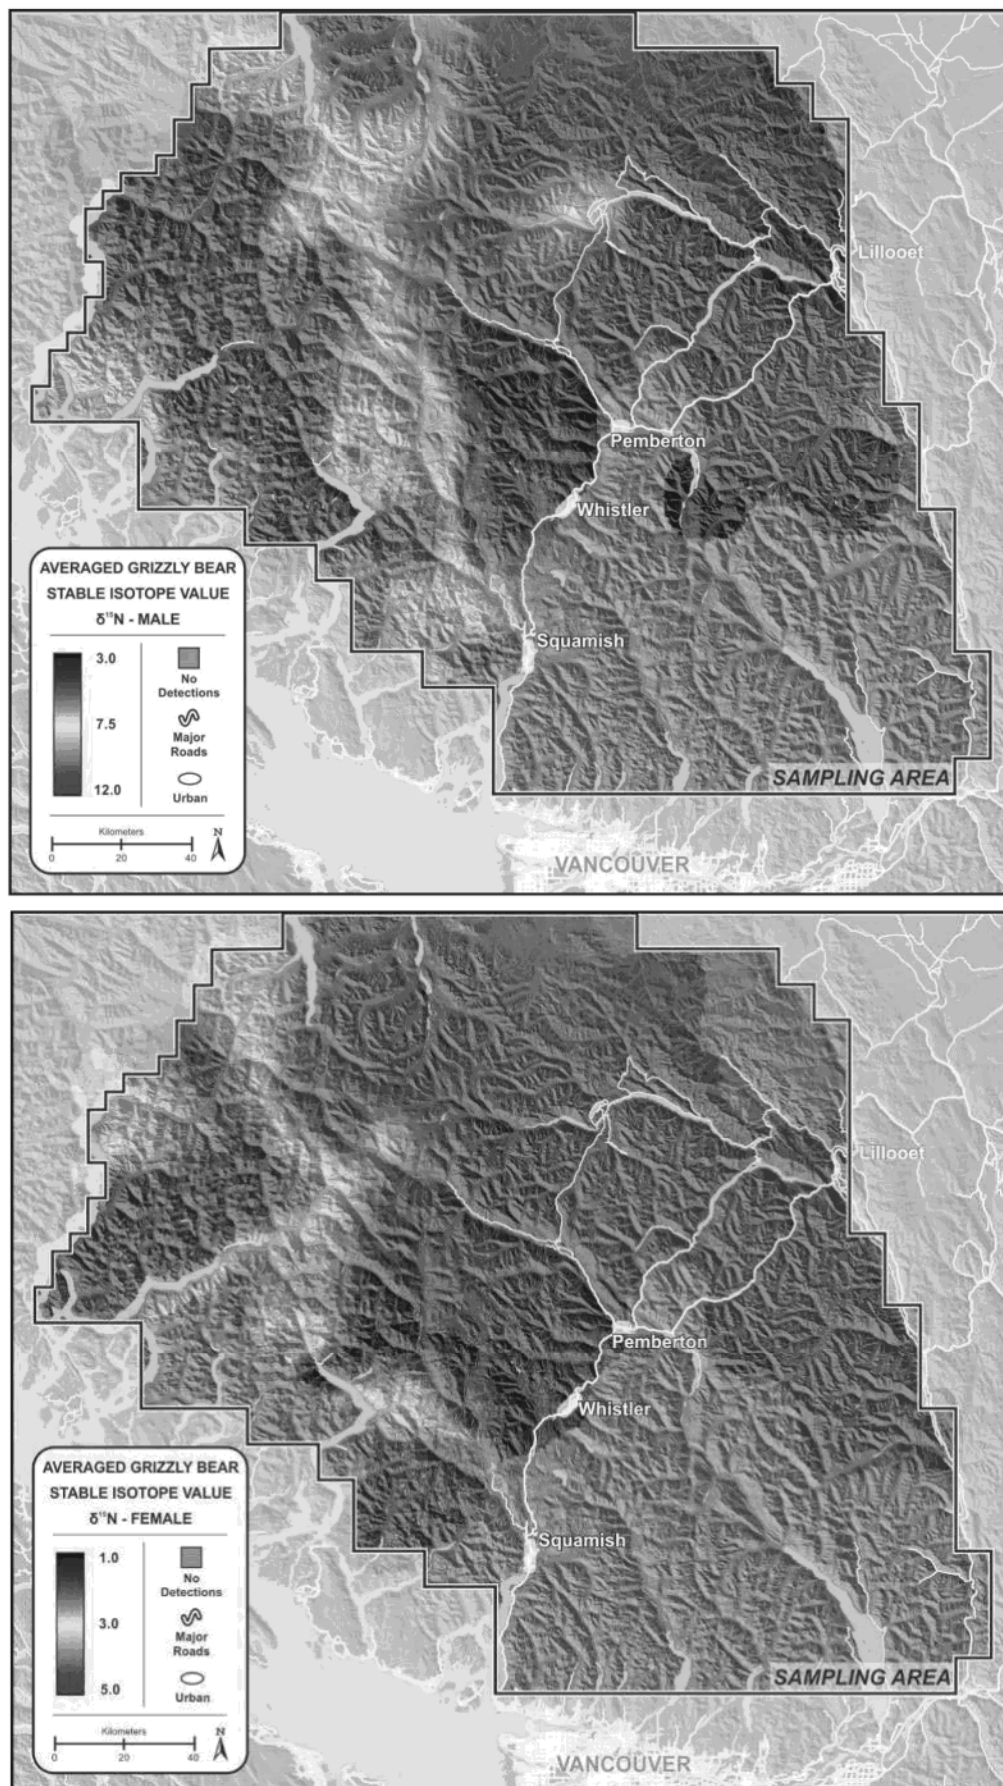 Lillooet
Pemberton
Whistler
Squamish
SAMPLING AREA
VANCOUVER
AVERAGED GRIZZLY BEAR
STABLE ISOTOPE VALUE
δ¹⁵N - MALE
3.0
7.5
12.0
No
Detections
Major
Roads
Urban
Kilometers
0 20 40
N
Lillooet
Pemberton
Whistler
Squamish
SAMPLING AREA
VANCOUVER
AVERAGED GRIZZLY BEAR
STABLE ISOTOPE VALUE
δ¹⁵N - FEMALE
1.0
3.0
5.0
No
Detections
Major
Roads
Urban
Kilometers
0 20 40
N